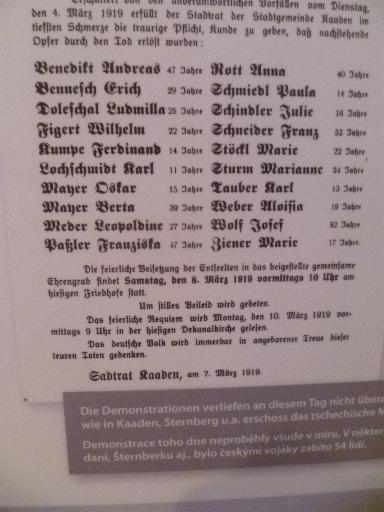 Erschüttert von den unverantwortlichen Vorfällen vom Dienstag,
den 4. März 1919 erfüllt der Stadtrat der Stadtgemeinde Kaaden im
tiefsten Schmerze die traurige Pflicht, Kunde zu geben, daß nachstehende
Opfer durch den Tod erlöst wurden:
Benedikt Andreas 47 Jahre
Bennesch Erich 29 Jahre
Doleschal Ludmilla 25 Jahre
Figert Wilhelm 22 Jahre
Kumpe Ferdinand 14 Jahre
Lochschmidt Karl 11 Jahre
Mayer Oskar 15 Jahre
Mayer Berta 39 Jahre
Meder Leopoldine 27 Jahre
Paßler Franziska 47 Jahre
Rott Anna 40 Jahre
Schmiedl Paula 14 Jahre
Schindler Julie 16 Jahre
Schneider Franz 52 Jahre
Stöckl Marie 22 Jahre
Sturm Marianne 24 Jahre
Tauber Karl 13 Jahre
Weber Aloisia 19 Jahre
Wolf Josef 52 Jahre
Ziener Marie 17 Jahre.
Die feierliche Beisetzung der Entseelten in das beigestellte gemeinsame
Ehrengrab findet Samstag, den 8. März 1919 vormittags 10 Uhr am
hiesigen Friedhofe statt.
Um stilles Beileid wird gebeten.
Das feierliche Requiem wird Montag, den 10. März 1919 vor-
mittags 9 Uhr in der hiesigen Dekanalkirche gelesen.
Das deutsche Volk wird immerdar in angeborener Treue dieser
teuren Toten gedenken.
Sadtrat Kaaden, am 7. März 1919.
Die Demonstrationen verliefen an diesem Tag nicht über
wie in Kaaden, Sternberg u.a. erschoss das tschechische M
Demonstrace toho dne neproběhly všude v míru. V někter
dani, Šternberku aj., bylo českými vojáky zabito 54 lidí.